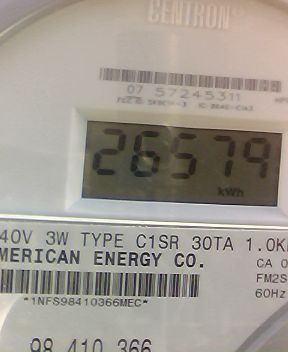 CENTRON®
07 57245311
26579
kWh
40V 3W TYPE C1SR 30TA 1.0K
MERICAN ENERGY CO.
CA 0
FM2S
60Hz
*1NFS98410366MEC*
98 410 366